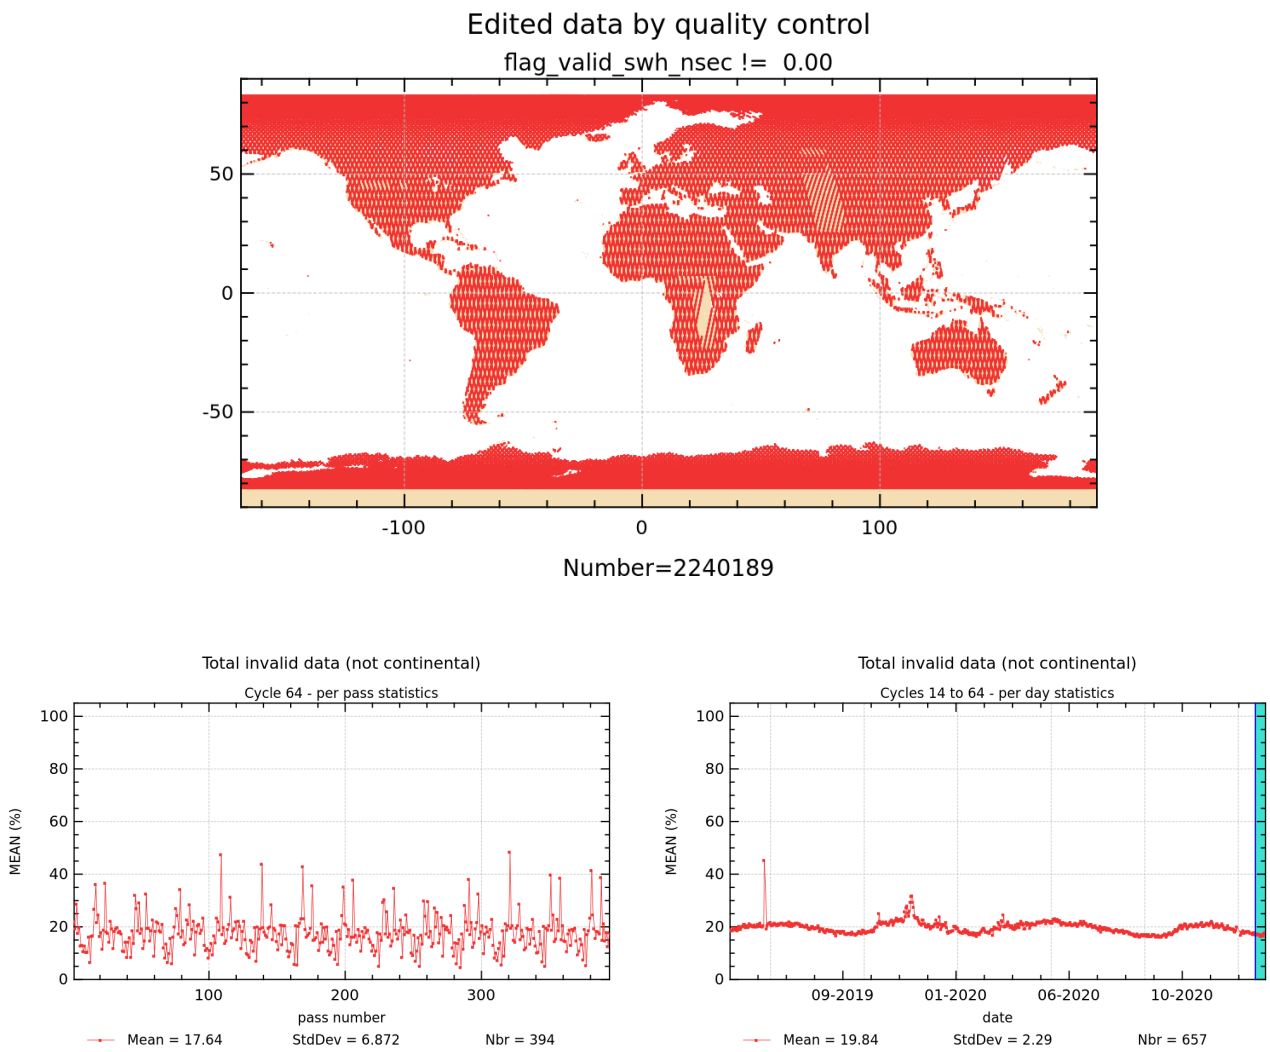 Edited data by quality control
flag_valid_swh_nsec !=  0.00
50
0
-50
-100
0
100
Number=2240189
Total invalid data (not continental)
Cycle 64 - per pass statistics
MEAN (%)
100
80
60
40
20
0
100
200
300
pass number
Mean = 17.64
StdDev = 6.872
Nbr = 394
Total invalid data (not continental)
Cycles 14 to 64 - per day statistics
MEAN (%)
100
80
60
40
20
0
09-2019
01-2020
06-2020
10-2020
date
Mean = 19.84
StdDev = 2.29
Nbr = 657